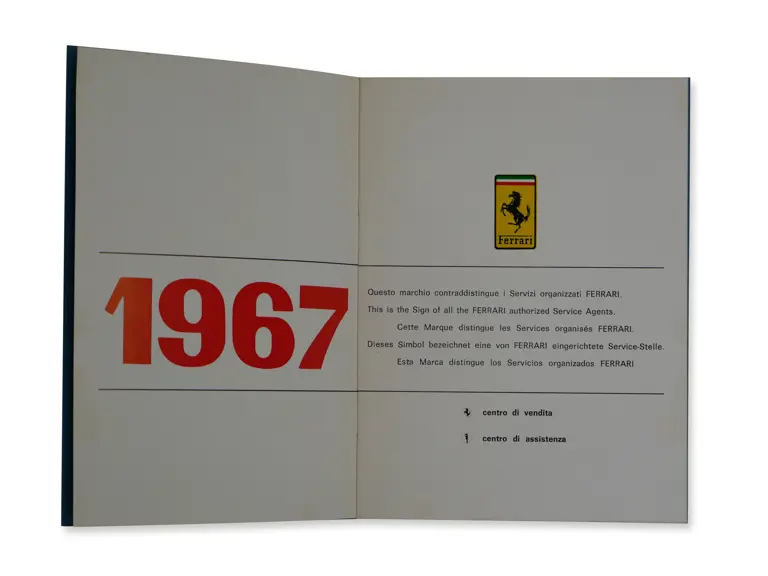 1967
Ferrari
Questo marchio contraddistingue i Servizi organizzati FERRARI.
This is the Sign of all the FERRARI authorized Service Agents.
Cette Marque distingue les Services organisés FERRARI.
Dieses Simbol bezeichnet eine von FERRARI eingerichtete Service-Stelle.
Esta Marca distingue los Servicios organizados FERRARI
centro di vendita
centro di assistenza